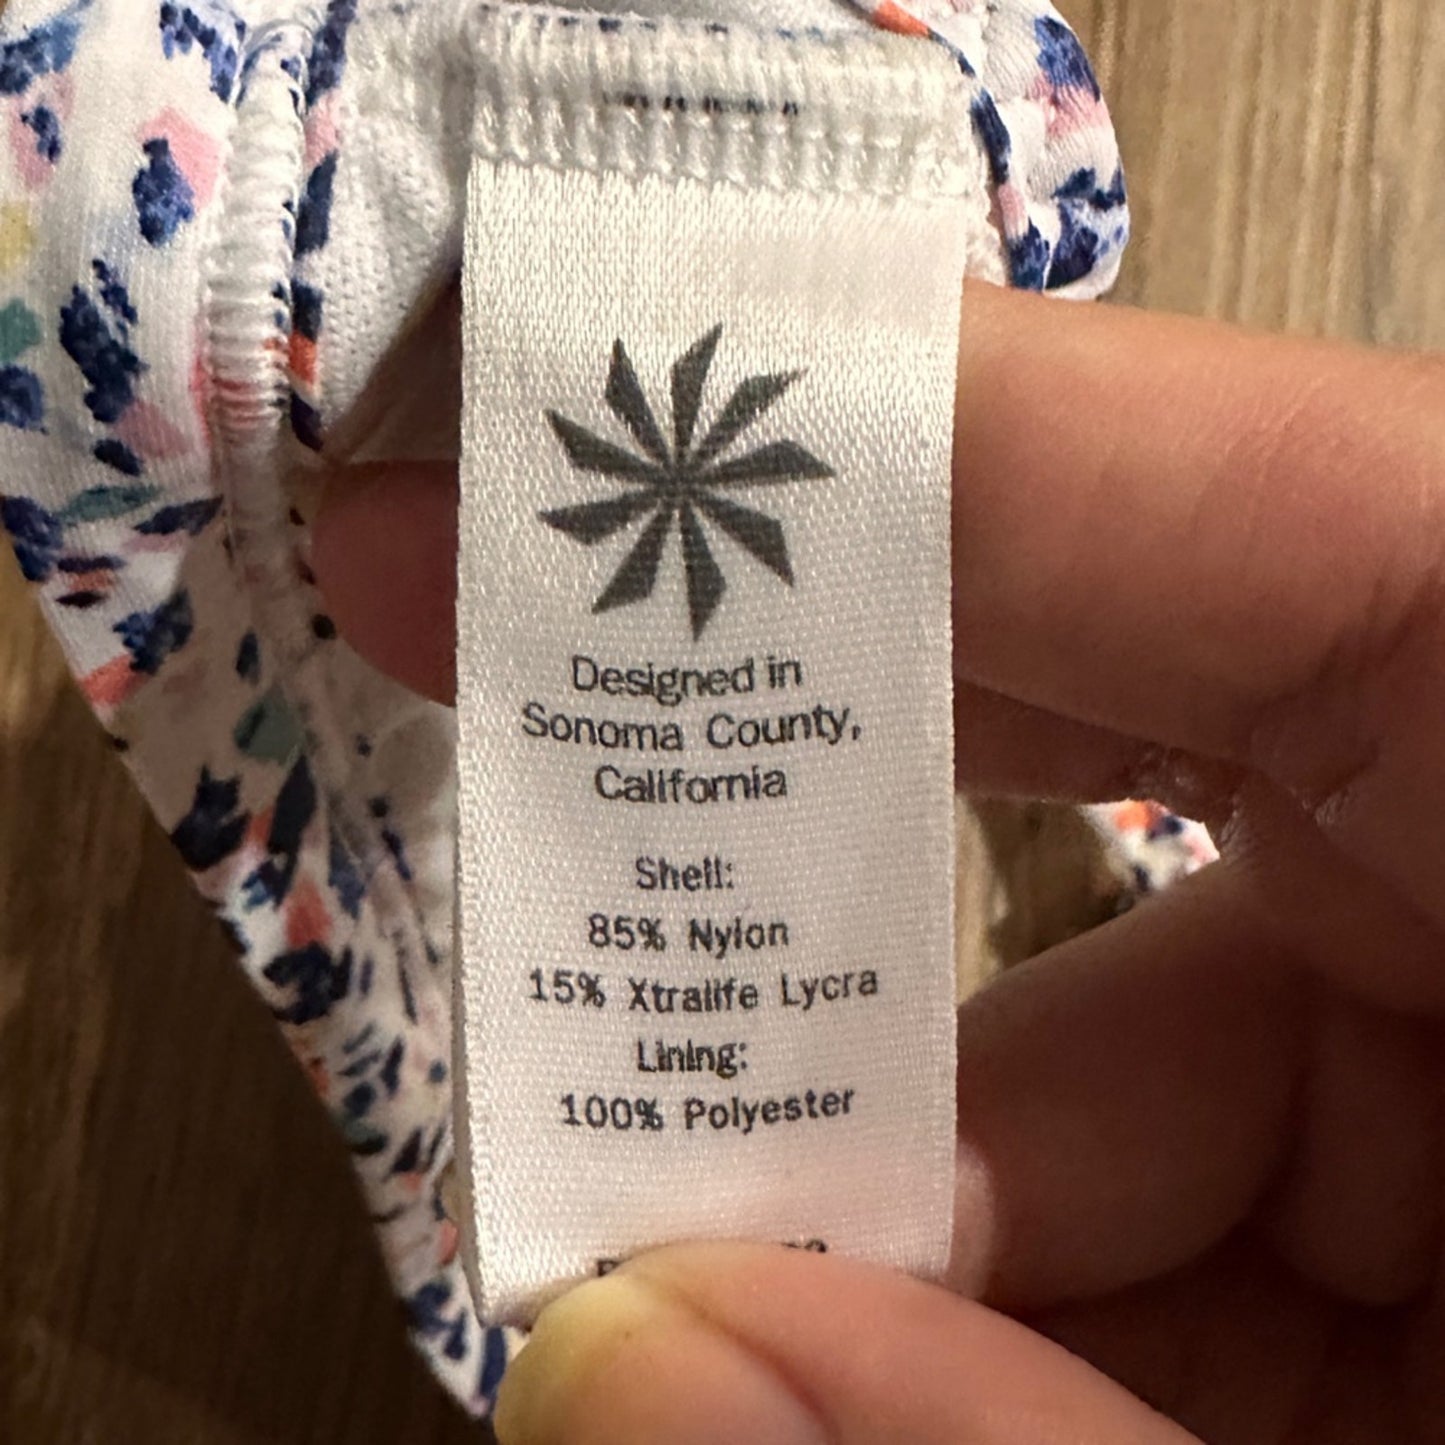 Designed in
Sonoma County,
California
Shell:
85% Nylon
15% Xtralife Lycra
Lining:
100% Polyester